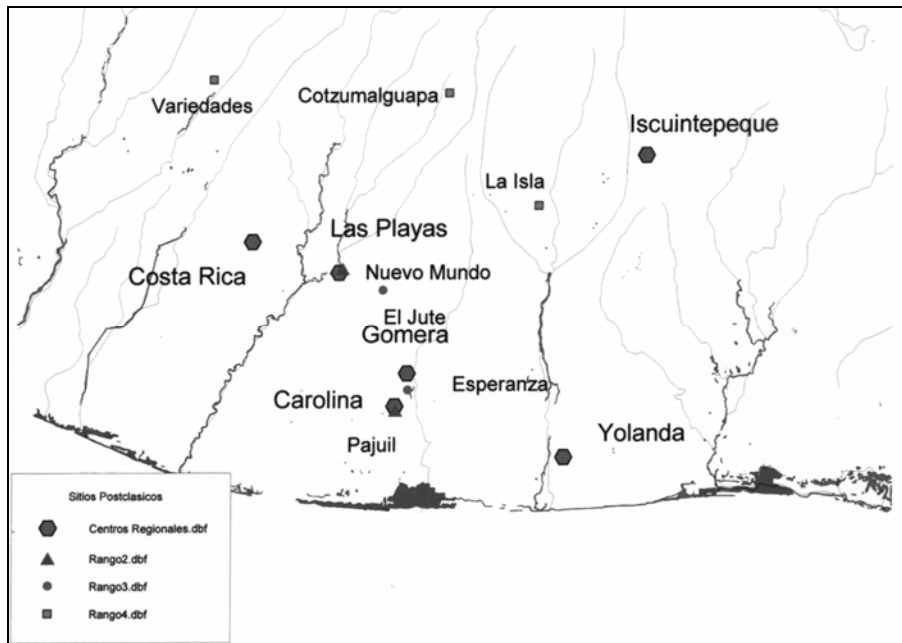 Variedades
Cotzumalguapa
Iscuintepeque
La Isla
Las Playas
Costa Rica
Nuevo Mundo
El Jute
Gomera
Esperanza
Carolina
Yolanda
Pajuil
Sitios Postclasicos
Centros Regionales.dbf
Rango2.dbf
Rango3.dbf
Rango4.dbf